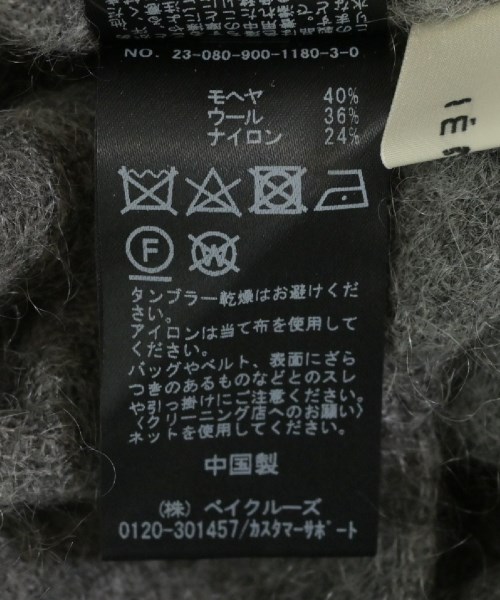 NO. 23-080-900-1180-3-0
モヘヤ 40%
ウール 36%
ナイロン 24%
F
W
タンブラー乾燥はお避けくだ
さい。
アイロンは当て布を使用して
ください。
バッグやベルト、表面にざら
つきのあるものなどとのスレ
や引っ掛けにご注意ください。
〈クリーニング店へのお願い〉
ネットを使用してください。
中国製
(株) ベイクルーズ
0120-301457/カスタマーサポート